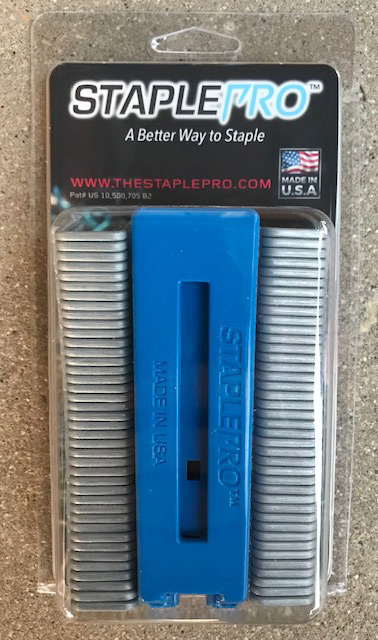 STAPLEPRO™
A Better Way to Staple
MADE IN
U.S.A
WWW.THESTAPLEPRO.COM
Pat# US 10,500,705 B2
STAPLEPRO™
MADE IN USA